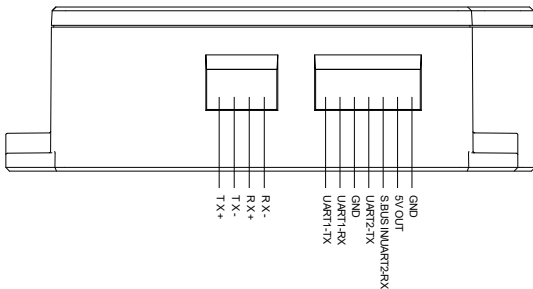 TX+
TX-
RX+
RX-
UART1-TX
UART1-RX
GND
UART2-TX
S.BUS IN/UART2-RX
5V OUT
GND